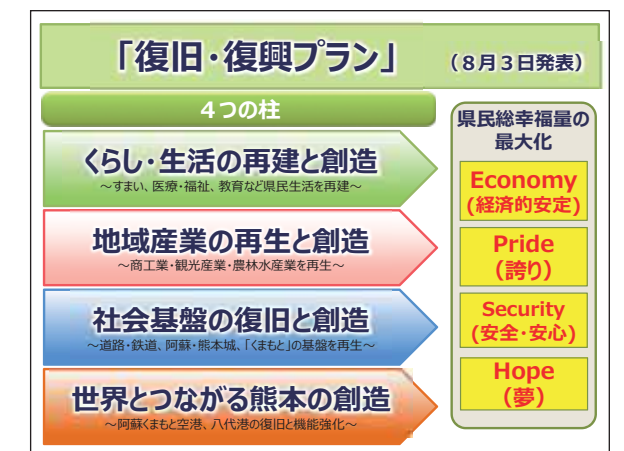 「復旧・復興プラン」 （８月３日発表）
４つの柱
くらし・生活の再建と創造
～すまい、医療・福祉、教育など県民生活を再建～
地域産業の再生と創造
～商工業・観光産業・農林水産業を再生～
社会基盤の復旧と創造
～道路・鉄道、阿蘇・熊本城、「くまもと」の基盤を再生～
世界とつながる熊本の創造
～阿蘇くまもと空港、八代港の復旧と機能強化～
県民総幸福量の
最大化
Economy
(経済的安定)
Pride
(誇り)
Security
(安全・安心)
Hope
(夢)